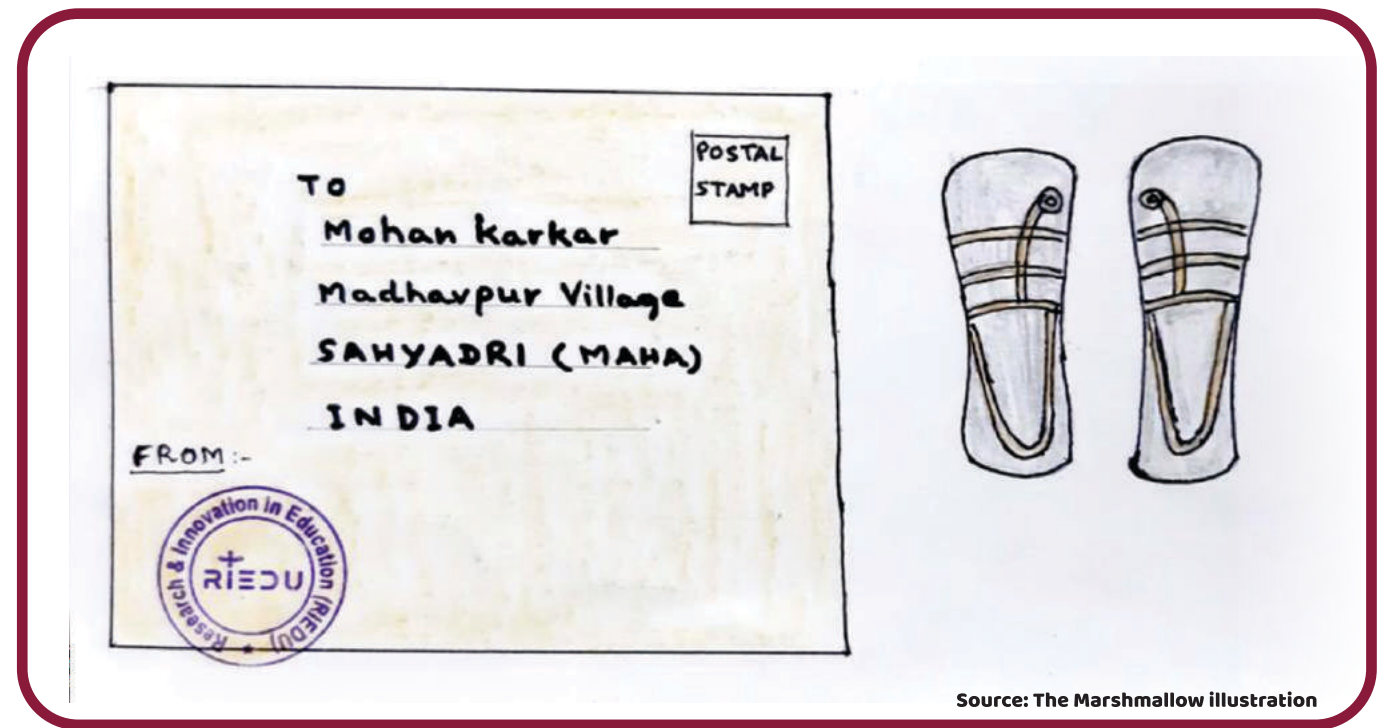 POSTAL
STAMP
TO
Mohan Karkar
Madhavpur Village
SAHYADRI (MAHA)
INDIA
FROM:-
Research & Innovation in Education (RIEDU)
RIEDU
Source: The Marshmallow illustration